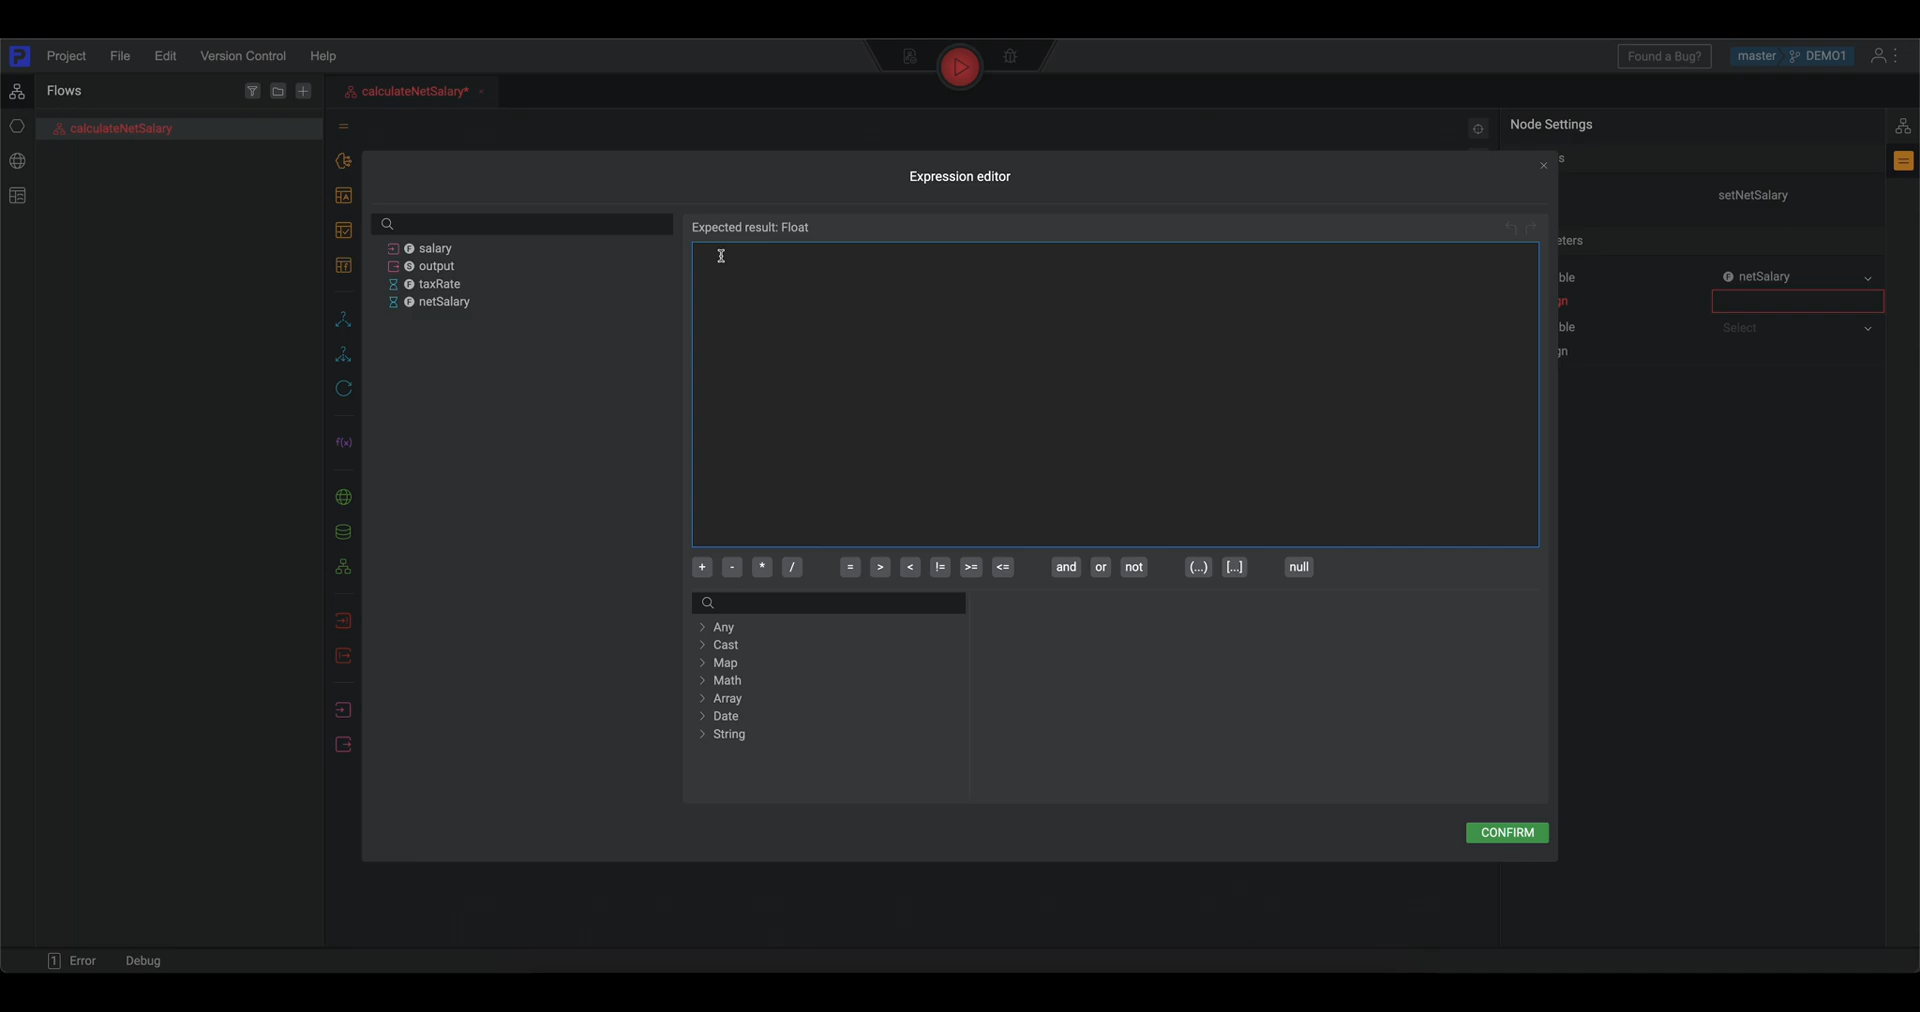 Project File Edit Version Control Help
Found a Bug?
master DEMO1
Flows
calculateNetSalary*
calculateNetSalary
Node Settings
Expression editor
s
setNetSalary
salary
output
taxRate
netSalary
Expected result: Float
eters
ble
netSalary
gn
ble
Select
gn
+ - * / = > < != >= <= and or not (...) [...] null
Any
Cast
Map
Math
Array
Date
String
f(x)
CONFIRM
1 Error Debug